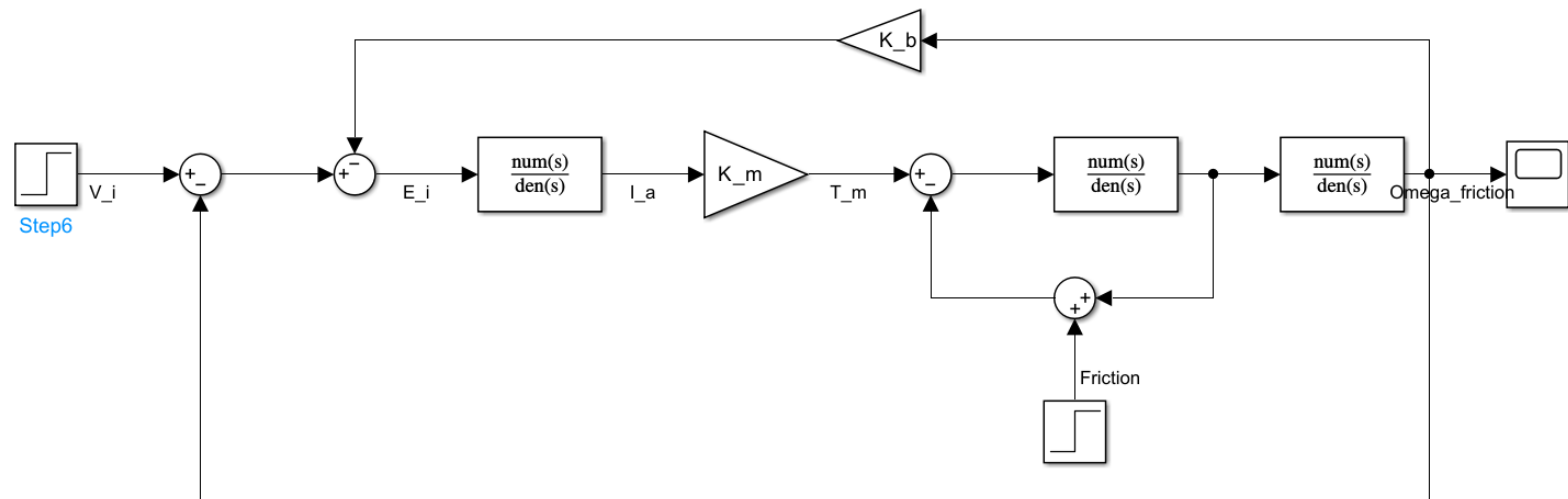 K_b
V_i
Step6
+
−
−
+
E_i
num(s)
den(s)
I_a
K_m
T_m
+
−
num(s)
den(s)
num(s)
den(s)
Omega_friction
+
+
Friction